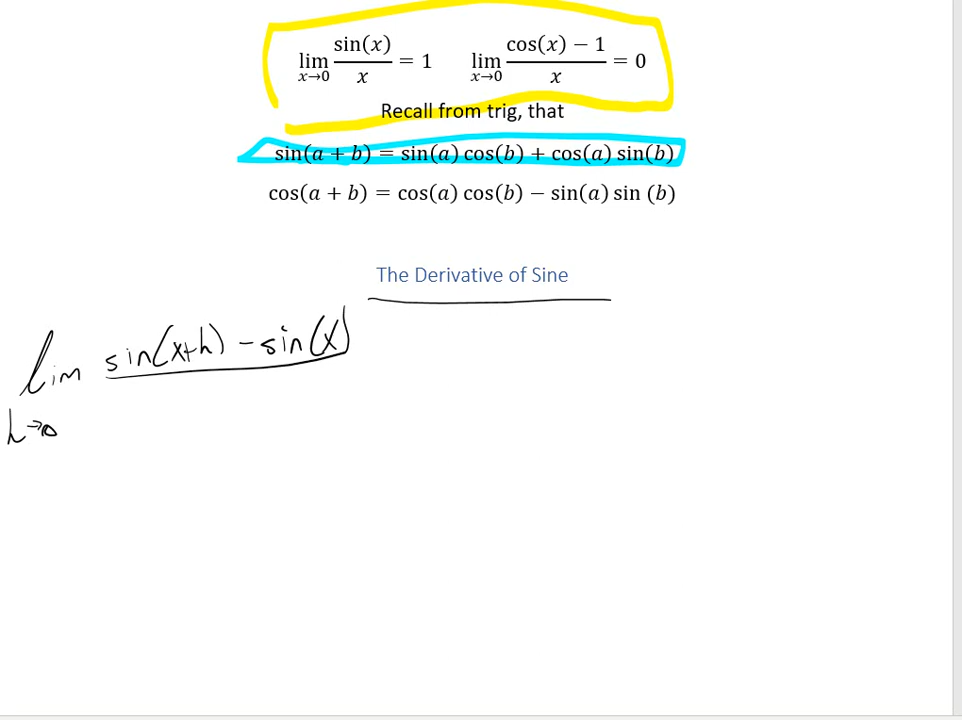 lim x→0 sin(x)/x = 1    lim x→0 (cos(x) − 1)/x = 0
Recall from trig, that
sin(a + b) = sin(a) cos(b) + cos(a) sin(b)
cos(a + b) = cos(a) cos(b) − sin(a) sin (b)
The Derivative of Sine
lim h→0 sin(x+h) - sin(x)